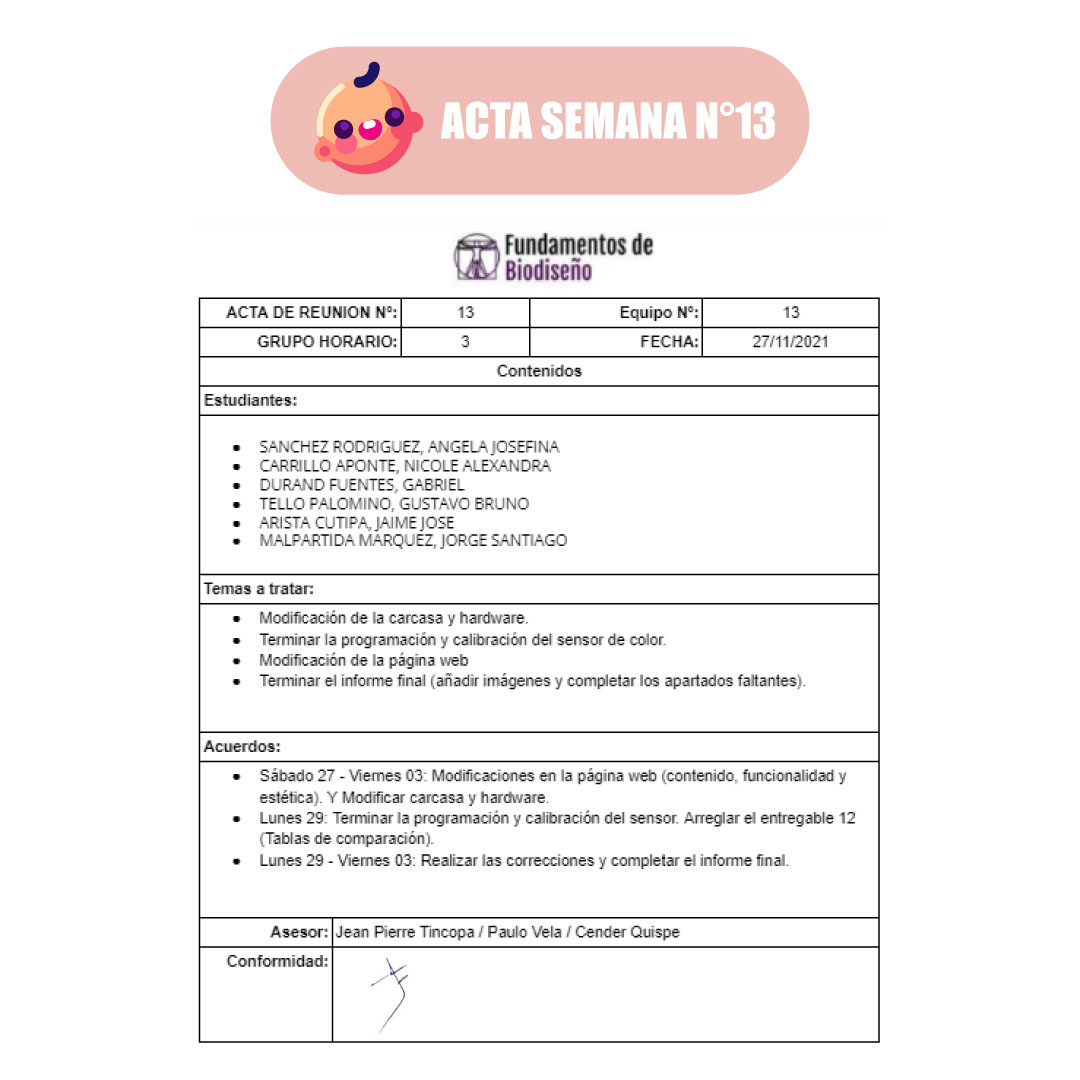 ACTA SEMANA N°13
Fundamentos de
Biodiseño
ACTA DE REUNION Nº: 13 Equipo Nº: 13
GRUPO HORARIO: 3 FECHA: 27/11/2021
Contenidos
Estudiantes:
● SANCHEZ RODRIGUEZ, ANGELA JOSEFINA
● CARRILLO APONTE, NICOLE ALEXANDRA
● DURAND FUENTES, GABRIEL
● TELLO PALOMINO, GUSTAVO BRUNO
● ARISTA CUTIPA, JAIME JOSE
● MALPARTIDA MARQUEZ, JORGE SANTIAGO
Temas a tratar:
● Modificación de la carcasa y hardware.
● Terminar la programación y calibración del sensor de color.
● Modificación de la página web
● Terminar el informe final (añadir imágenes y completar los apartados faltantes).
Acuerdos:
● Sábado 27 - Viernes 03: Modificaciones en la página web (contenido, funcionalidad y
estética). Y Modificar carcasa y hardware.
● Lunes 29: Terminar la programación y calibración del sensor. Arreglar el entregable 12
(Tablas de comparación).
● Lunes 29 - Viernes 03: Realizar las correcciones y completar el informe final.
Asesor: Jean Pierre Tincopa / Paulo Vela / Cender Quispe
Conformidad: